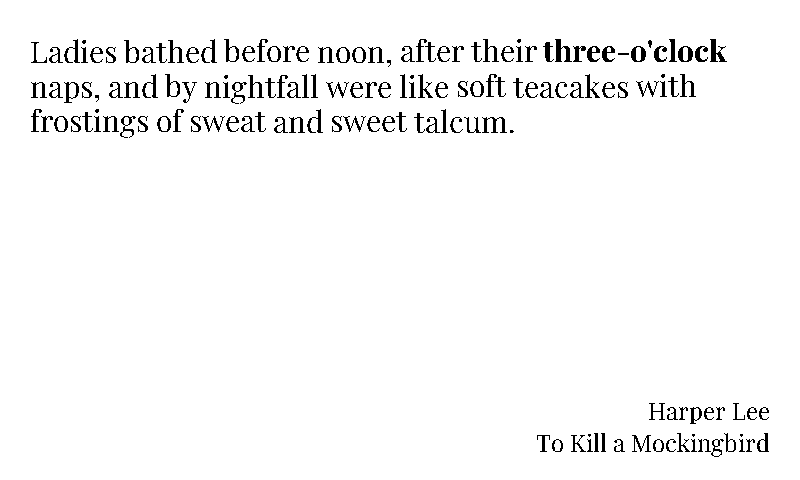 Ladies bathed before noon, after their three-o'clock
naps, and by nightfall were like soft teacakes with
frostings of sweat and sweet talcum.
Harper Lee
To Kill a Mockingbird